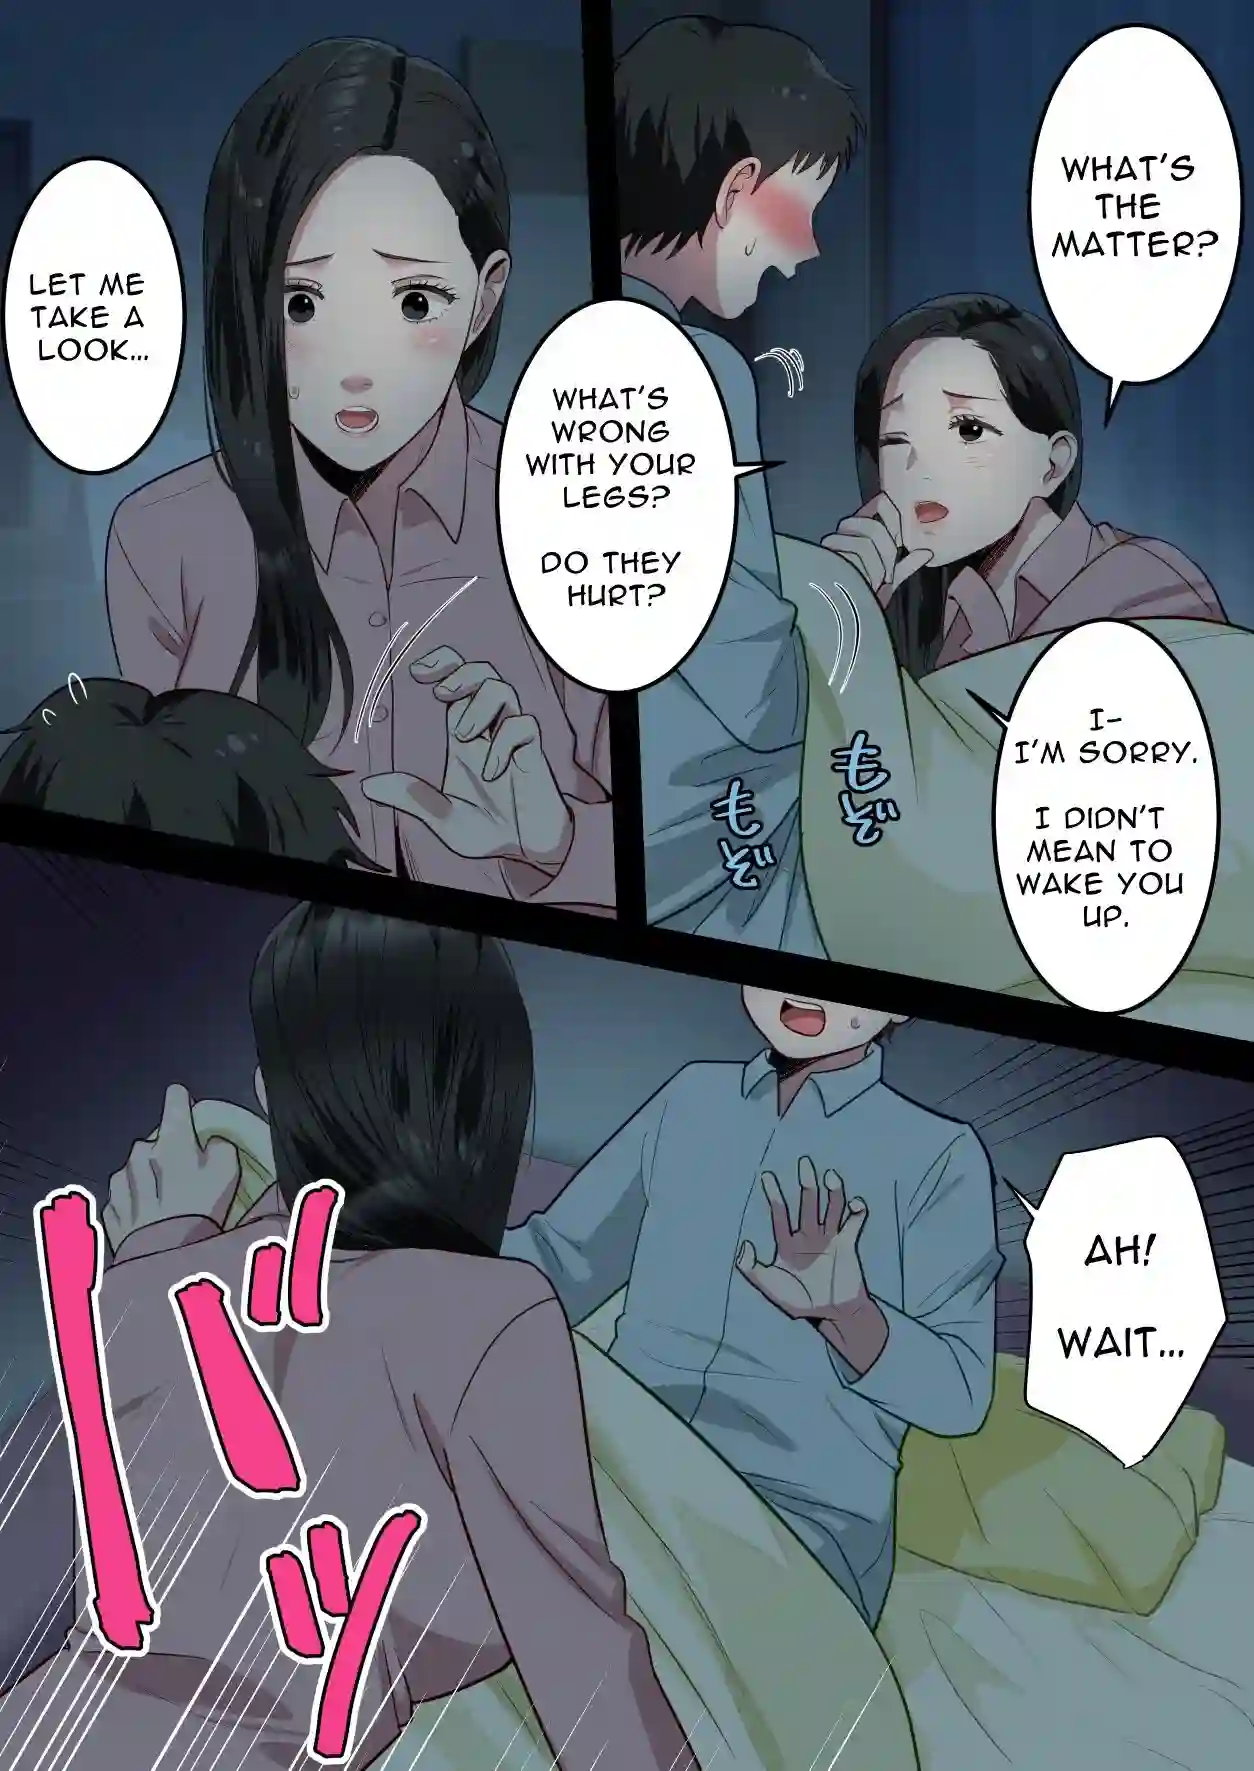 WHAT'S
THE
MATTER?
I-
I'M SORRY.
I DIDN'T
MEAN TO
WAKE YOU
UP.
もぞ
もぞ
WHAT'S
WRONG
WITH YOUR
LEGS?
DO THEY
HURT?
LET ME
TAKE A
LOOK...
AH!
WAIT...
バッ